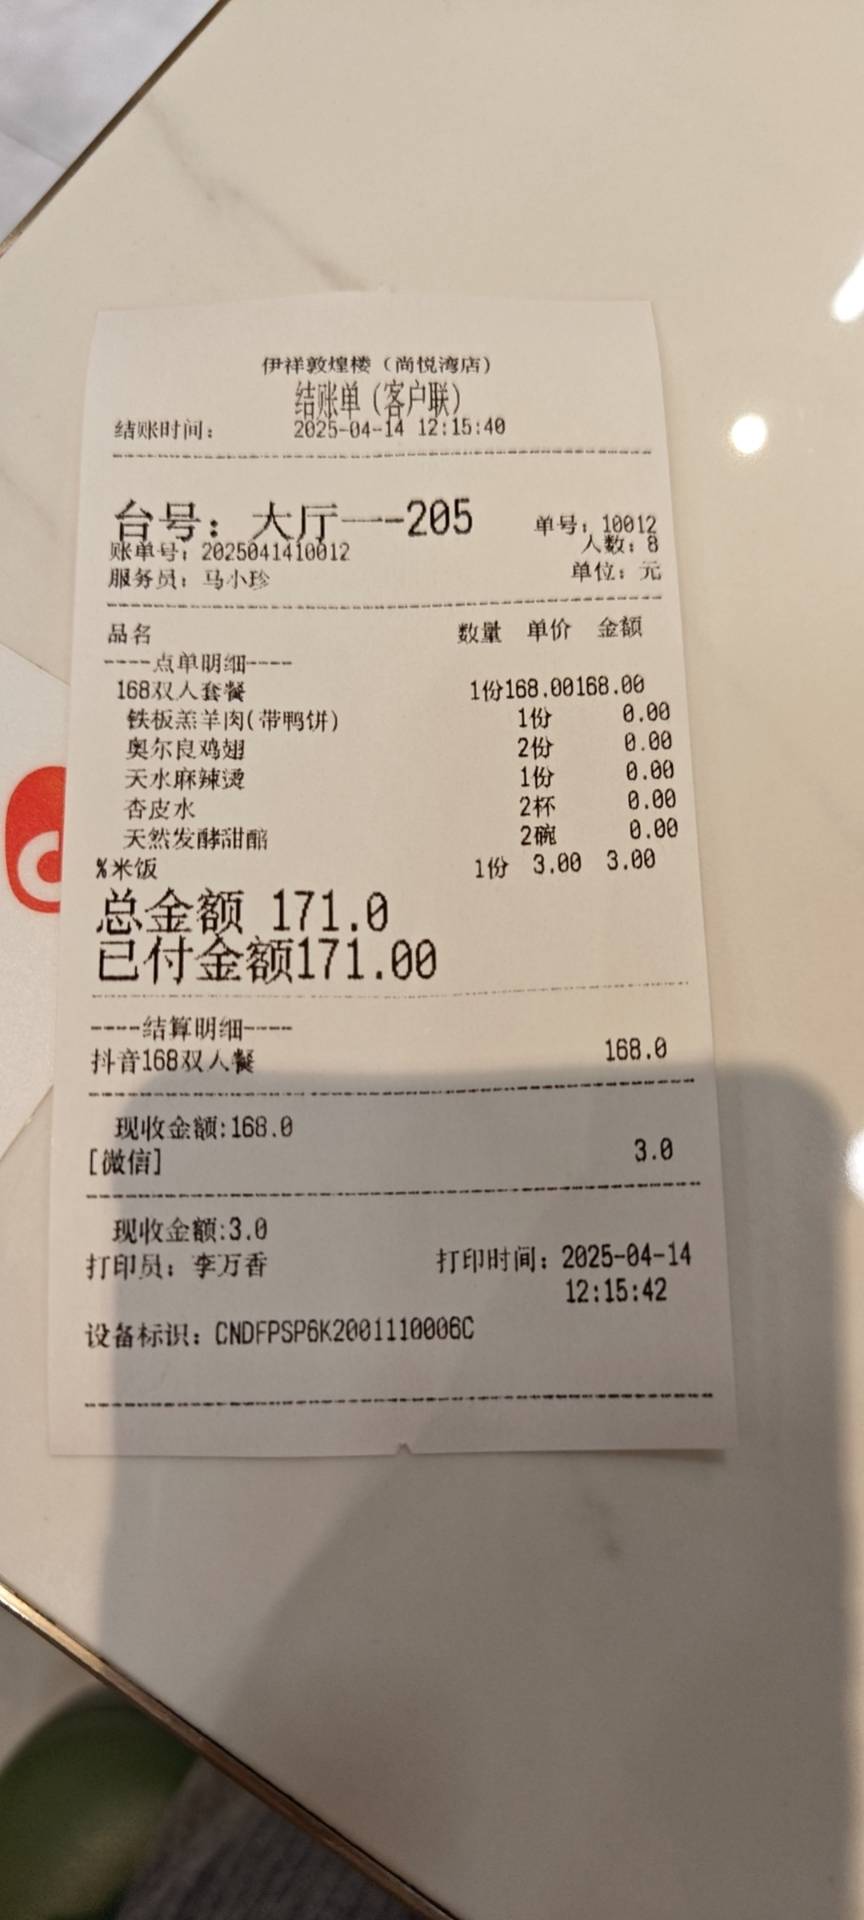 伊祥敦煌楼（尚悦湾店）
结账单（客户联）
结账时间： 2025-04-14 12:15:40
台号：大厅---205 单号：10012
账单号：2025041410012 人数：8
服务员：马小珍 单位：元
品名 数量 单价 金额
----点单明细----
168双人套餐 1份168.00168.00
铁板羔羊肉(带鸭饼) 1份 0.00
奥尔良鸡翅 2份 0.00
天水麻辣烫 1份 0.00
杏皮水 2杯 0.00
天然发酵甜醅 2碗 0.00
%米饭 1份 3.00 3.00
总金额 171.0
已付金额171.00
----结算明细----
抖音168双人餐 168.0
现收金额:168.0
[微信] 3.0
现收金额:3.0
打印员：李万香 打印时间：2025-04-14
12:15:42
设备标识：CNDFPSP6K2001110006C